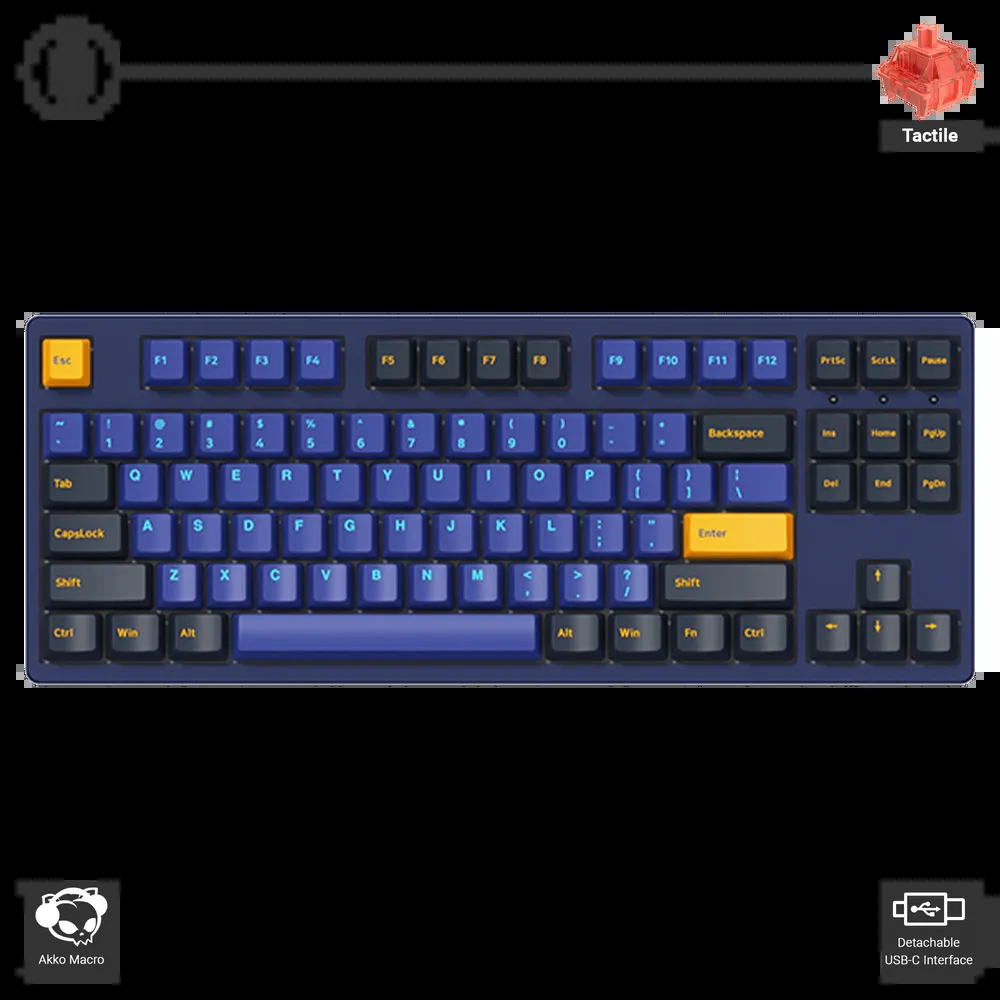 Tactile
Esc F1 F2 F3 F4 F5 F6 F7 F8 F9 F10 F11 F12 PrtSc ScrLk Pause
~ ! @ # $ % ^ & * ( ) _ +
` 1 2 3 4 5 6 7 8 9 0 - = Backspace Ins Home PgUp
Tab Q W E R T Y U I O P { } |
[ ] \ Del End PgDn
CapsLock A S D F G H J K L : " Enter
; '
Shift Z X C V B N M < > ? Shift ↑
, . /
Ctrl Win Alt Alt Win Fn Ctrl ← ↓ →
Akko Macro
Detachable
USB-C Interface